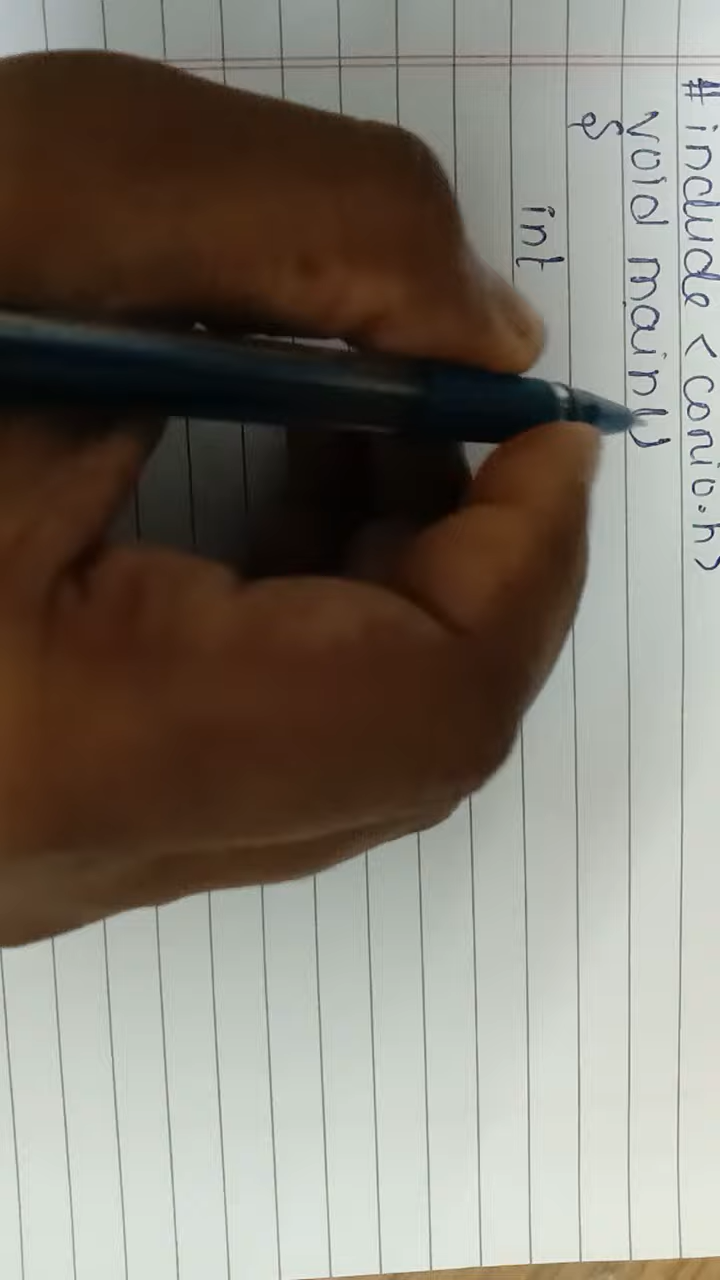 # include <conio.h>
void main()
{
int